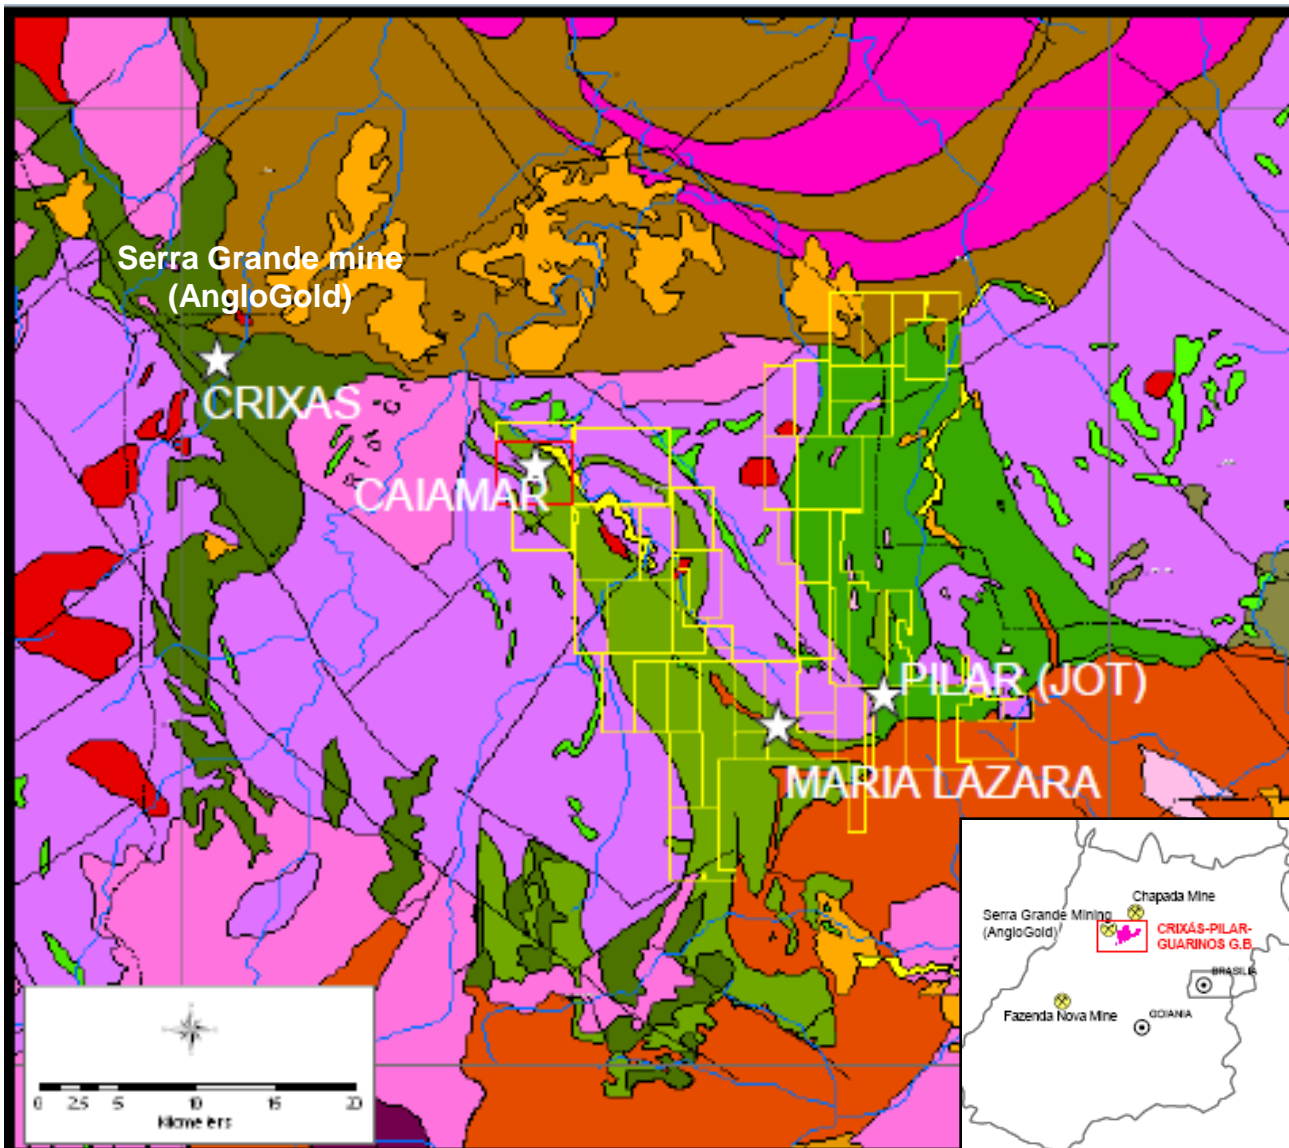 Serra Grande mine
(AngloGold)
CRIXAS
CAIAMAR
PILAR (JOT)
MARIA LAZARA
Chapada Mine
Serra Grande Mining
(AngloGold)
CRIXÁS-PILAR-
GUARINOS G.B
BRASILIA
Fazenda Nova Mine
GOIANIA
0 2.5 5 10 15 20
Kilometers